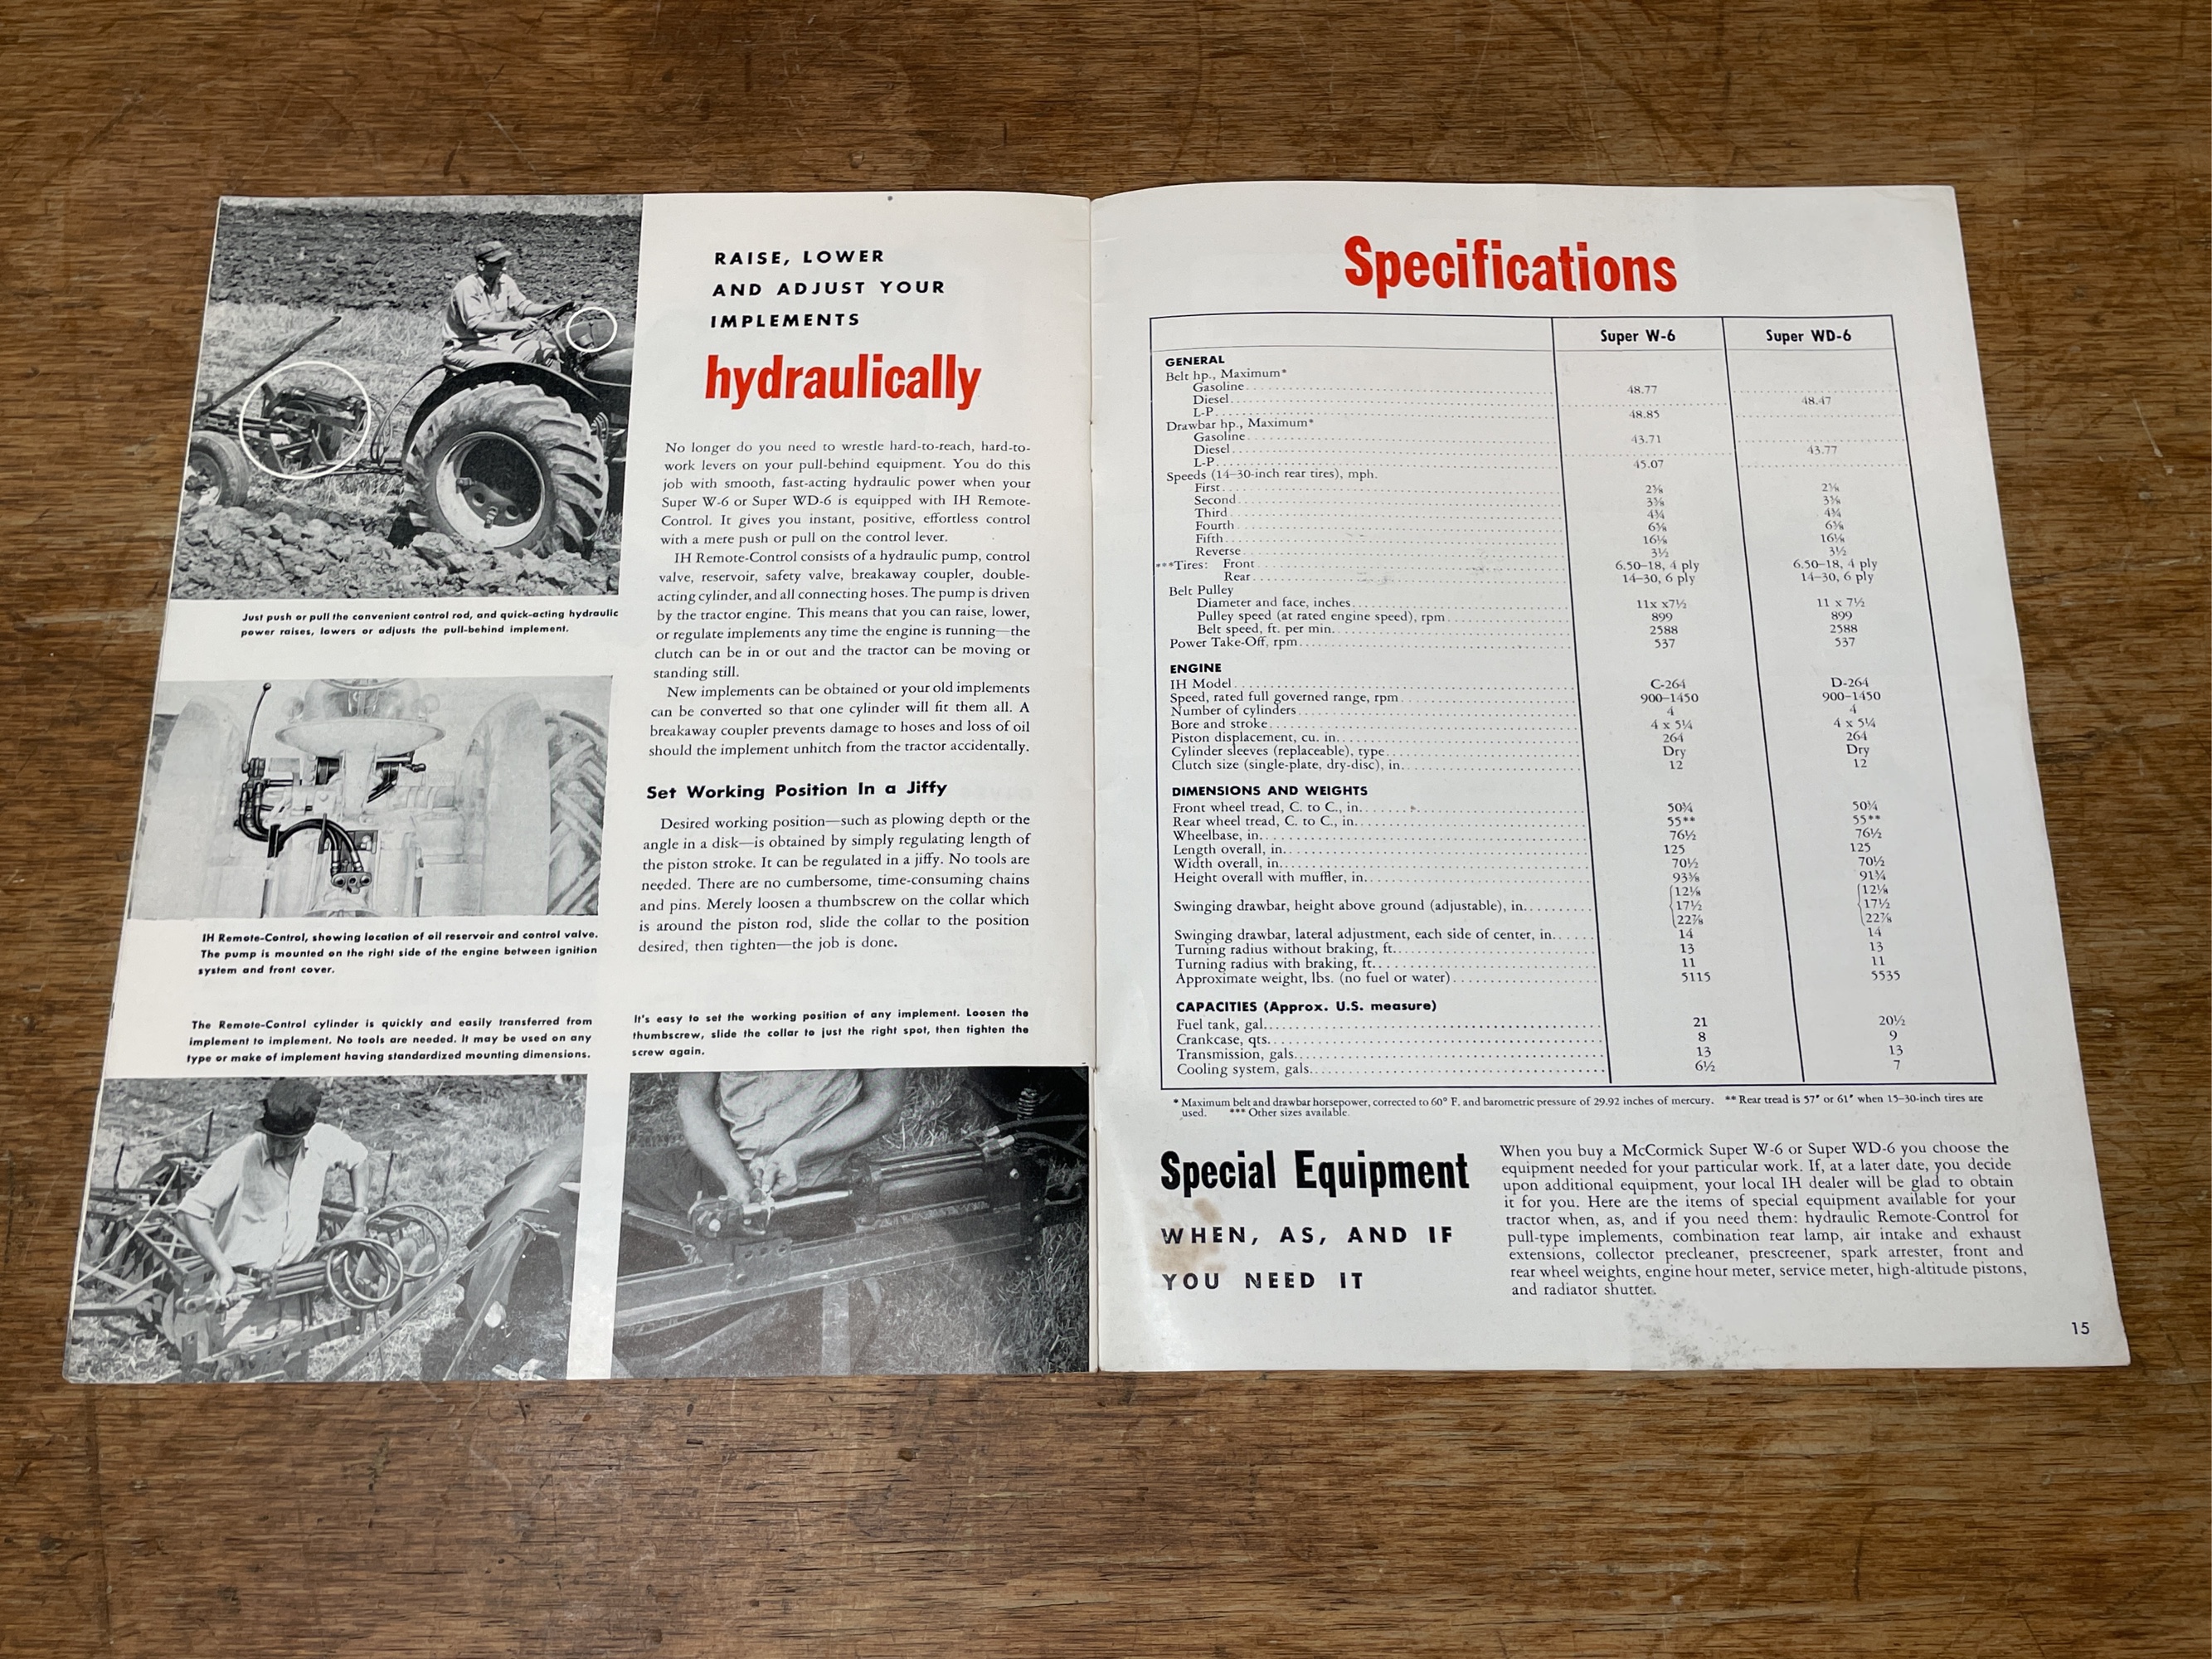 RAISE, LOWER
AND ADJUST YOUR
IMPLEMENTS
hydraulically
No longer do you need to wrestle hard-to-reach, hard-to-
work levers on your pull-behind equipment. You do this
job with smooth, fast-acting hydraulic power when your
Super W-6 or Super WD-6 is equipped with IH Remote-
Control. It gives you instant, positive, effortless control
with a mere push or pull on the control lever.
IH Remote-Control consists of a hydraulic pump, control
valve, reservoir, safety valve, breakaway coupler, double-
acting cylinder, and all connecting hoses. The pump is driven
by the tractor engine. This means that you can raise, lower,
or regulate implements any time the engine is running—the
clutch can be in or out and the tractor can be moving or
standing still.
New implements can be obtained or your old implements
can be converted so that one cylinder will fit them all. A
breakaway coupler prevents damage to hoses and loss of oil
should the implement unhitch from the tractor accidentally.
Set Working Position In a Jiffy
Desired working position—such as plowing depth or the
angle in a disk—is obtained by simply regulating length of
the piston stroke. It can be regulated in a jiffy. No tools are
needed. There are no cumbersome, time-consuming chains
and pins. Merely loosen a thumbscrew on the collar which
is around the piston rod, slide the collar to the position
desired, then tighten—the job is done.
Just push or pull the convenient control rod, and quick-acting hydraulic
power raises, lowers or adjusts the pull-behind implement.
IH Remote-Control, showing location of oil reservoir and control valve.
The pump is mounted on the right side of the engine between ignition
system and front cover.
The Remote-Control cylinder is quickly and easily transferred from
implement to implement. No tools are needed. It may be used on any
type or make of implement having standardized mounting dimensions.
It's easy to set the working position of any implement. Loosen the
thumbscrew, slide the collar to just the right spot, then tighten the
screw again.
Specifications
Super W-6 Super WD-6
GENERAL
Belt hp., Maximum*
Gasoline 48.77
Diesel 48.47
L-P 48.85
Drawbar hp., Maximum*
Gasoline 43.71
Diesel 43.77
L-P 45.07
Speeds (14–30-inch rear tires), mph.
First
Second
Third 4¾ 4¾
Fourth
Fifth
Reverse 3½ 3½
***Tires: Front 6.50–18, 4 ply 6.50–18, 4 ply
Rear 14–30, 6 ply 14–30, 6 ply
Belt Pulley
Diameter and face, inches 11x x7½ 11 x 7½
Pulley speed (at rated engine speed), rpm 899 899
Belt speed, ft. per min. 2588 2588
Power Take-Off, rpm 537 537
ENGINE
IH Model C-264 D-264
Speed, rated full governed range, rpm 900–1450 900–1450
Number of cylinders 4 4
Bore and stroke 4 x 5¼ 4 x 5¼
Piston displacement, cu. in. 264 264
Cylinder sleeves (replaceable), type Dry Dry
Clutch size (single-plate, dry-disc), in. 12 12
DIMENSIONS AND WEIGHTS
Front wheel tread, C. to C., in. 50¾ 50¾
Rear wheel tread, C. to C., in. 55** 55**
Wheelbase, in. 76½ 76½
Length overall, in. 125 125
Width overall, in. 70½ 70½
Height overall with muffler, in. 91¾
Swinging drawbar, height above ground (adjustable), in. 12⅛ 17½ 22⅞ 12⅛ 17½ 22⅞
Swinging drawbar, lateral adjustment, each side of center, in. 14 14
Turning radius without braking, ft. 13 13
Turning radius with braking, ft. 11 11
Approximate weight, lbs. (no fuel or water) 5115 5535
CAPACITIES (Approx. U.S. measure)
Fuel tank, gal. 21 20½
Crankcase, qts. 8 9
Transmission, gals. 13 13
Cooling system, gals. 6½ 7
* Maximum belt and drawbar horsepower, corrected to 60° F. and barometric pressure of 29.92 inches of mercury. ** Rear tread is 57" or 61" when 15–30-inch tires are
used. *** Other sizes available.
Special Equipment
WHEN, AS, AND IF
YOU NEED IT
When you buy a McCormick Super W-6 or Super WD-6 you choose the
equipment needed for your particular work. If, at a later date, you decide
upon additional equipment, your local IH dealer will be glad to obtain
it for you. Here are the items of special equipment available for your
tractor when, as, and if you need them: hydraulic Remote-Control for
pull-type implements, combination rear lamp, air intake and exhaust
extensions, collector precleaner, prescreener, spark arrester, front and
rear wheel weights, engine hour meter, service meter, high-altitude pistons,
and radiator shutter.
15